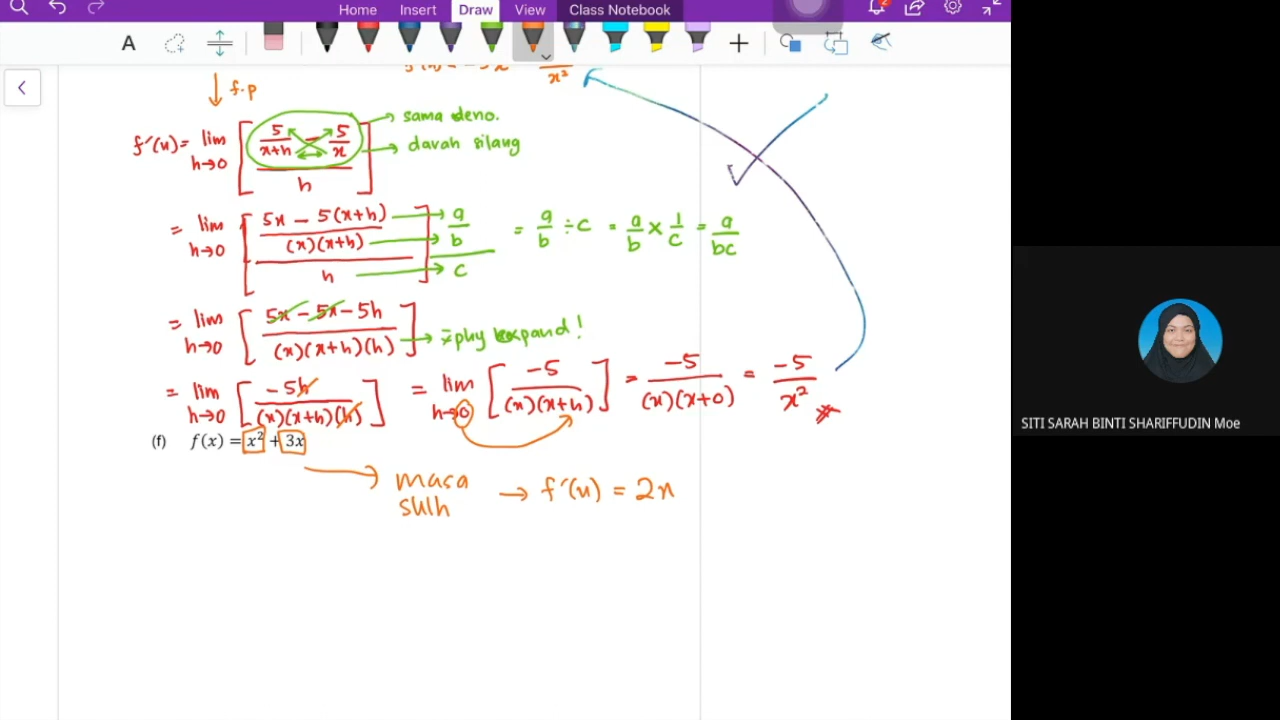 Home Insert Draw View Class Notebook
A
x²
↓ f.p
f'(x) = lim h→0 [ (5/(x+h) − 5/x) / h ]
→ sama deno.
→ darab silang
= lim h→0 [ (5x − 5(x+h)) / (x)(x+h) / h ] → a → b → c = a/b ÷ c = a/b × 1/c = a/bc
= lim h→0 [ (5x − 5x − 5h) / (x)(x+h)(h) ] → expand!
= lim h→0 [ −5h / (x)(x+h)(h) ] = lim h→0 [ −5 / (x)(x+h) ] = −5 / (x)(x+0) = −5 / x²
(f) f(x) = x² + 3x
→ masa → f'(x) = 2x
SITI SARAH BINTI SHARIFFUDIN Moe